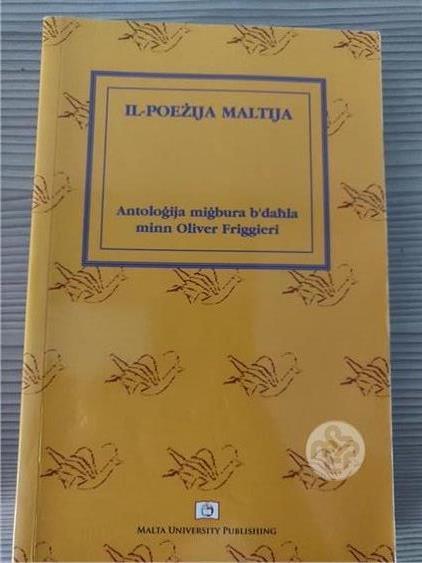 IL-POEŻIJA MALTIJA
Antoloġija miġbura b'daħla
minn Oliver Friggieri
MALTA UNIVERSITY PUBLISHING